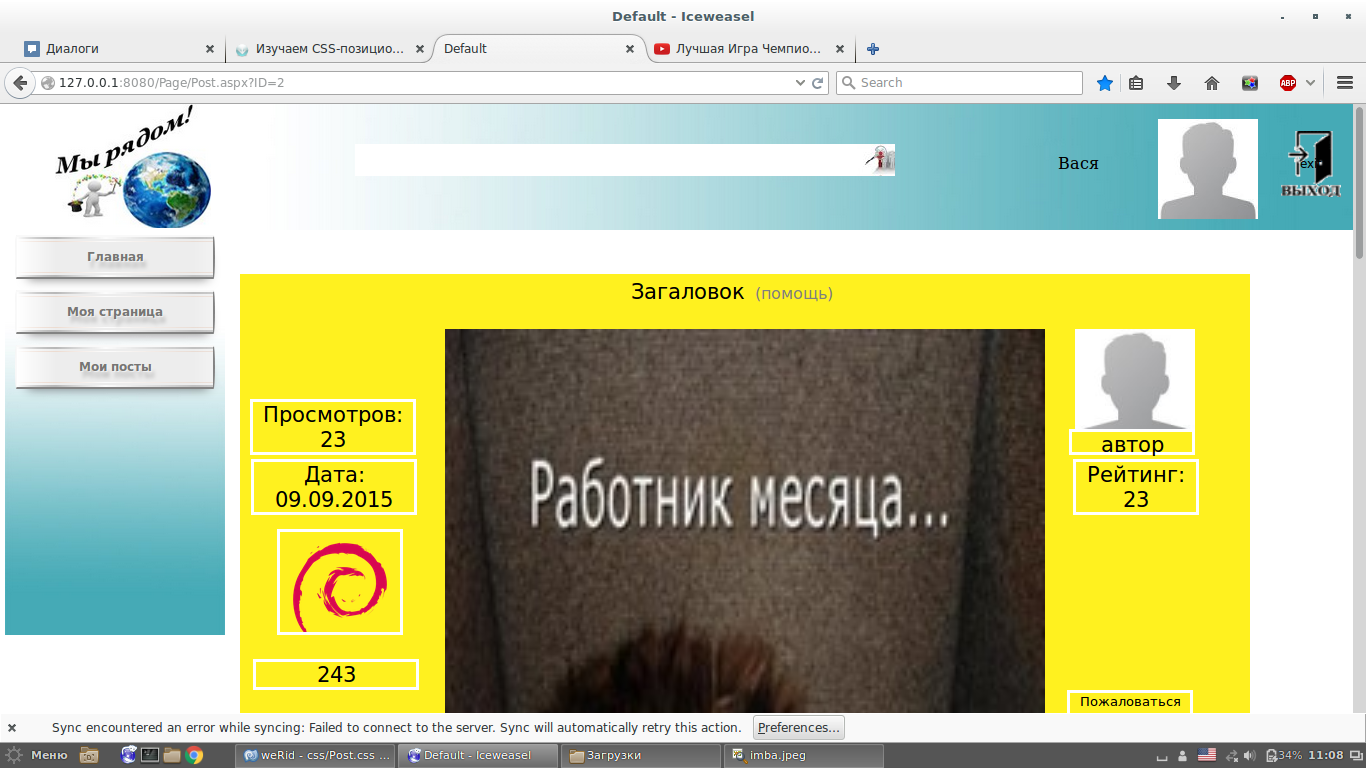 Default - Iceweasel
Диалоги
Изучаем CSS-позицио...
Default
Лучшая Игра Чемпио...
127.0.0.1:8080/Page/Post.aspx?ID=2
Search
ABP
Мы рядом!
Вася
exit
ВЫХОД
Главная
Моя страница
Мои посты
Загаловок (помощь)
Просмотров:
23
Дата:
09.09.2015
243
Работник месяца...
автор
Рейтинг:
23
Пожаловаться
Sync encountered an error while syncing: Failed to connect to the server. Sync will automatically retry this action.
Preferences...
Меню
weRid - css/Post.css ...
Default - Iceweasel
Загрузки
imba.jpeg
34%
11:08